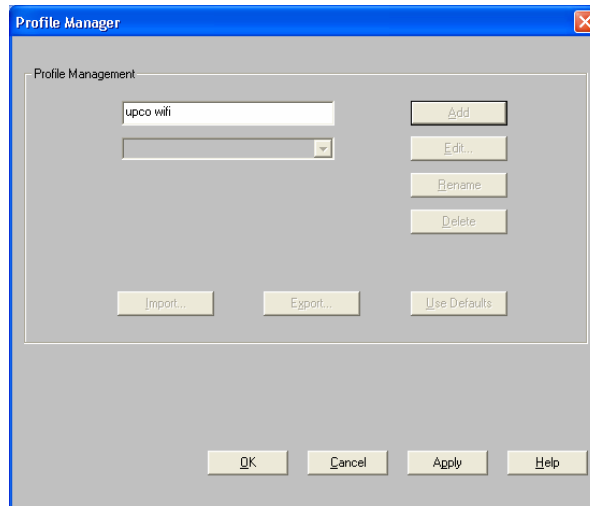 Profile Manager
Profile Management
upco wifi
Add
Edit...
Rename
Delete
Import...
Export...
Use Defaults
OK
Cancel
Apply
Help